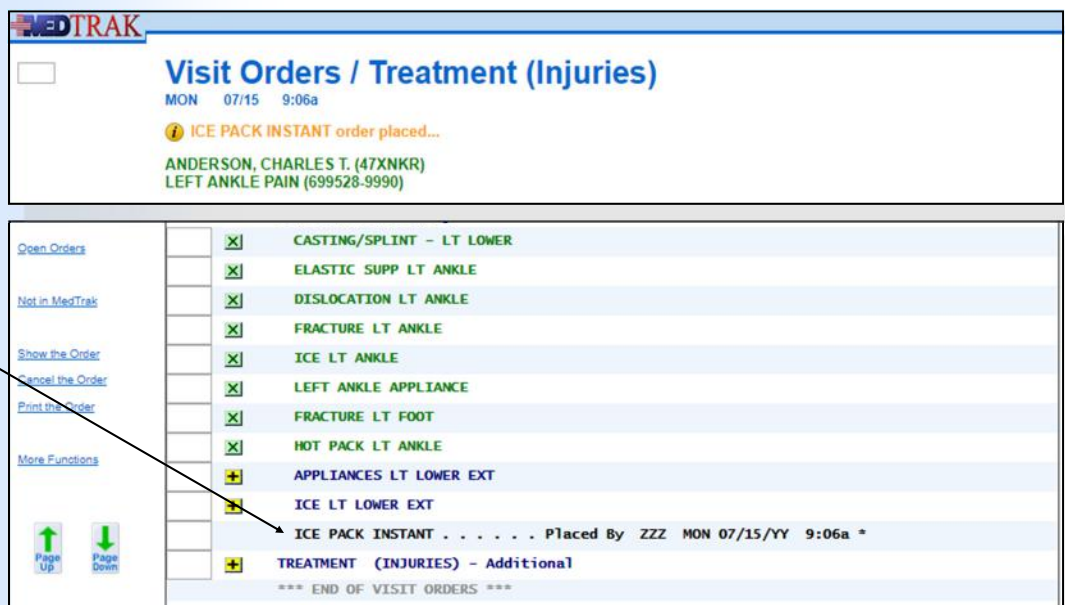 MEDTRAK
Visit Orders / Treatment (Injuries)
MON 07/15 9:06a
i ICE PACK INSTANT order placed...
ANDERSON, CHARLES T. (47XNKR)
LEFT ANKLE PAIN (699528-9990)
Open Orders
Not in MedTrak
Show the Order
Cancel the Order
Print the Order
More Functions
Page Up
Page Down
CASTING/SPLINT - LT LOWER
ELASTIC SUPP LT ANKLE
DISLOCATION LT ANKLE
FRACTURE LT ANKLE
ICE LT ANKLE
LEFT ANKLE APPLIANCE
FRACTURE LT FOOT
HOT PACK LT ANKLE
APPLIANCES LT LOWER EXT
ICE LT LOWER EXT
ICE PACK INSTANT . . . . . . Placed By ZZZ MON 07/15/YY 9:06a *
TREATMENT (INJURIES) - Additional
*** END OF VISIT ORDERS ***